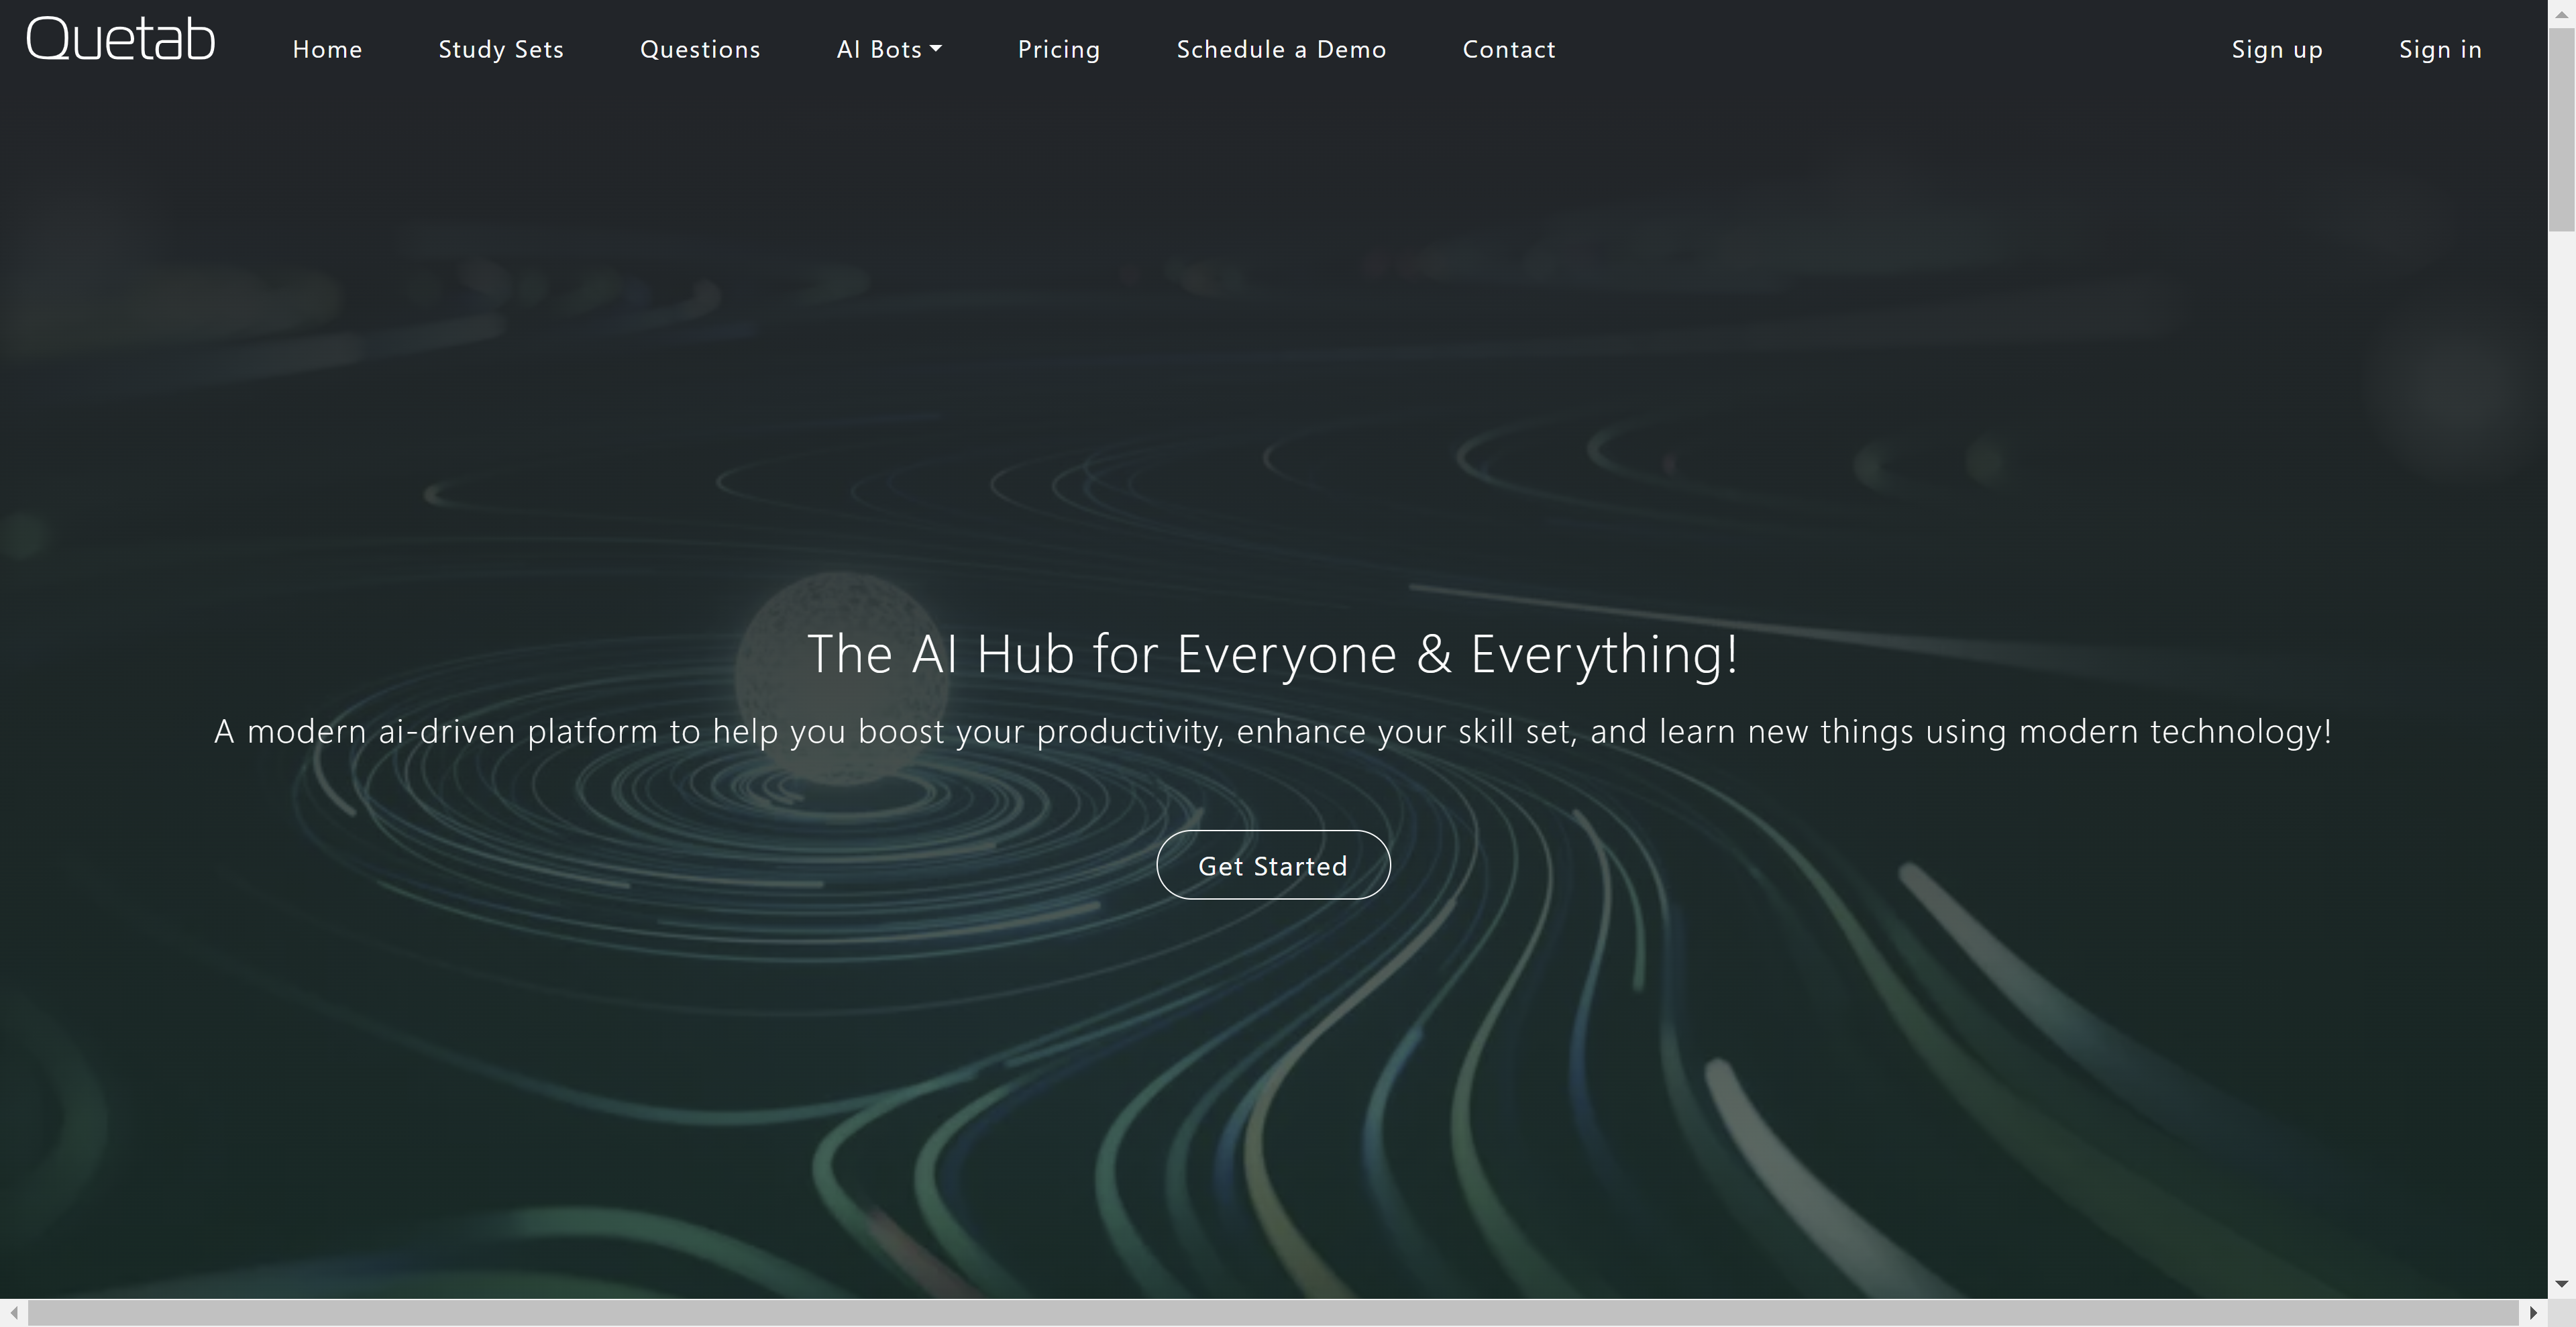 Quetab
Home
Study Sets
Questions
AI Bots
Pricing
Schedule a Demo
Contact
Sign up
Sign in
The AI Hub for Everyone & Everything!
A modern ai-driven platform to help you boost your productivity, enhance your skill set, and learn new things using modern technology!
Get Started